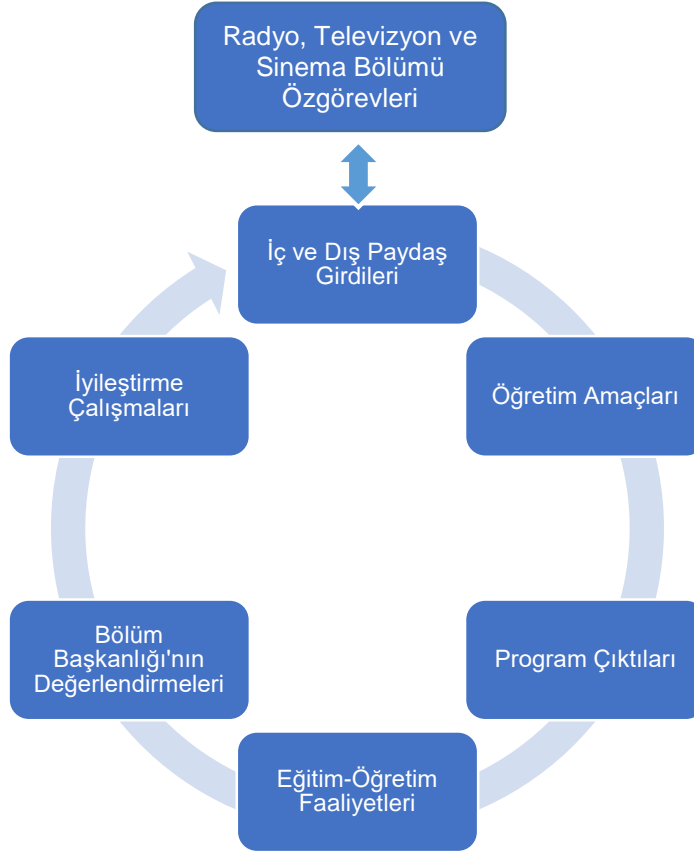 Radyo, Televizyon ve
Sinema Bölümü
Özgörevleri
İç ve Dış Paydaş
Girdileri
Öğretim Amaçları
Program Çıktıları
Eğitim-Öğretim
Faaliyetleri
Bölüm
Başkanlığı'nın
Değerlendirmeleri
İyileştirme
Çalışmaları